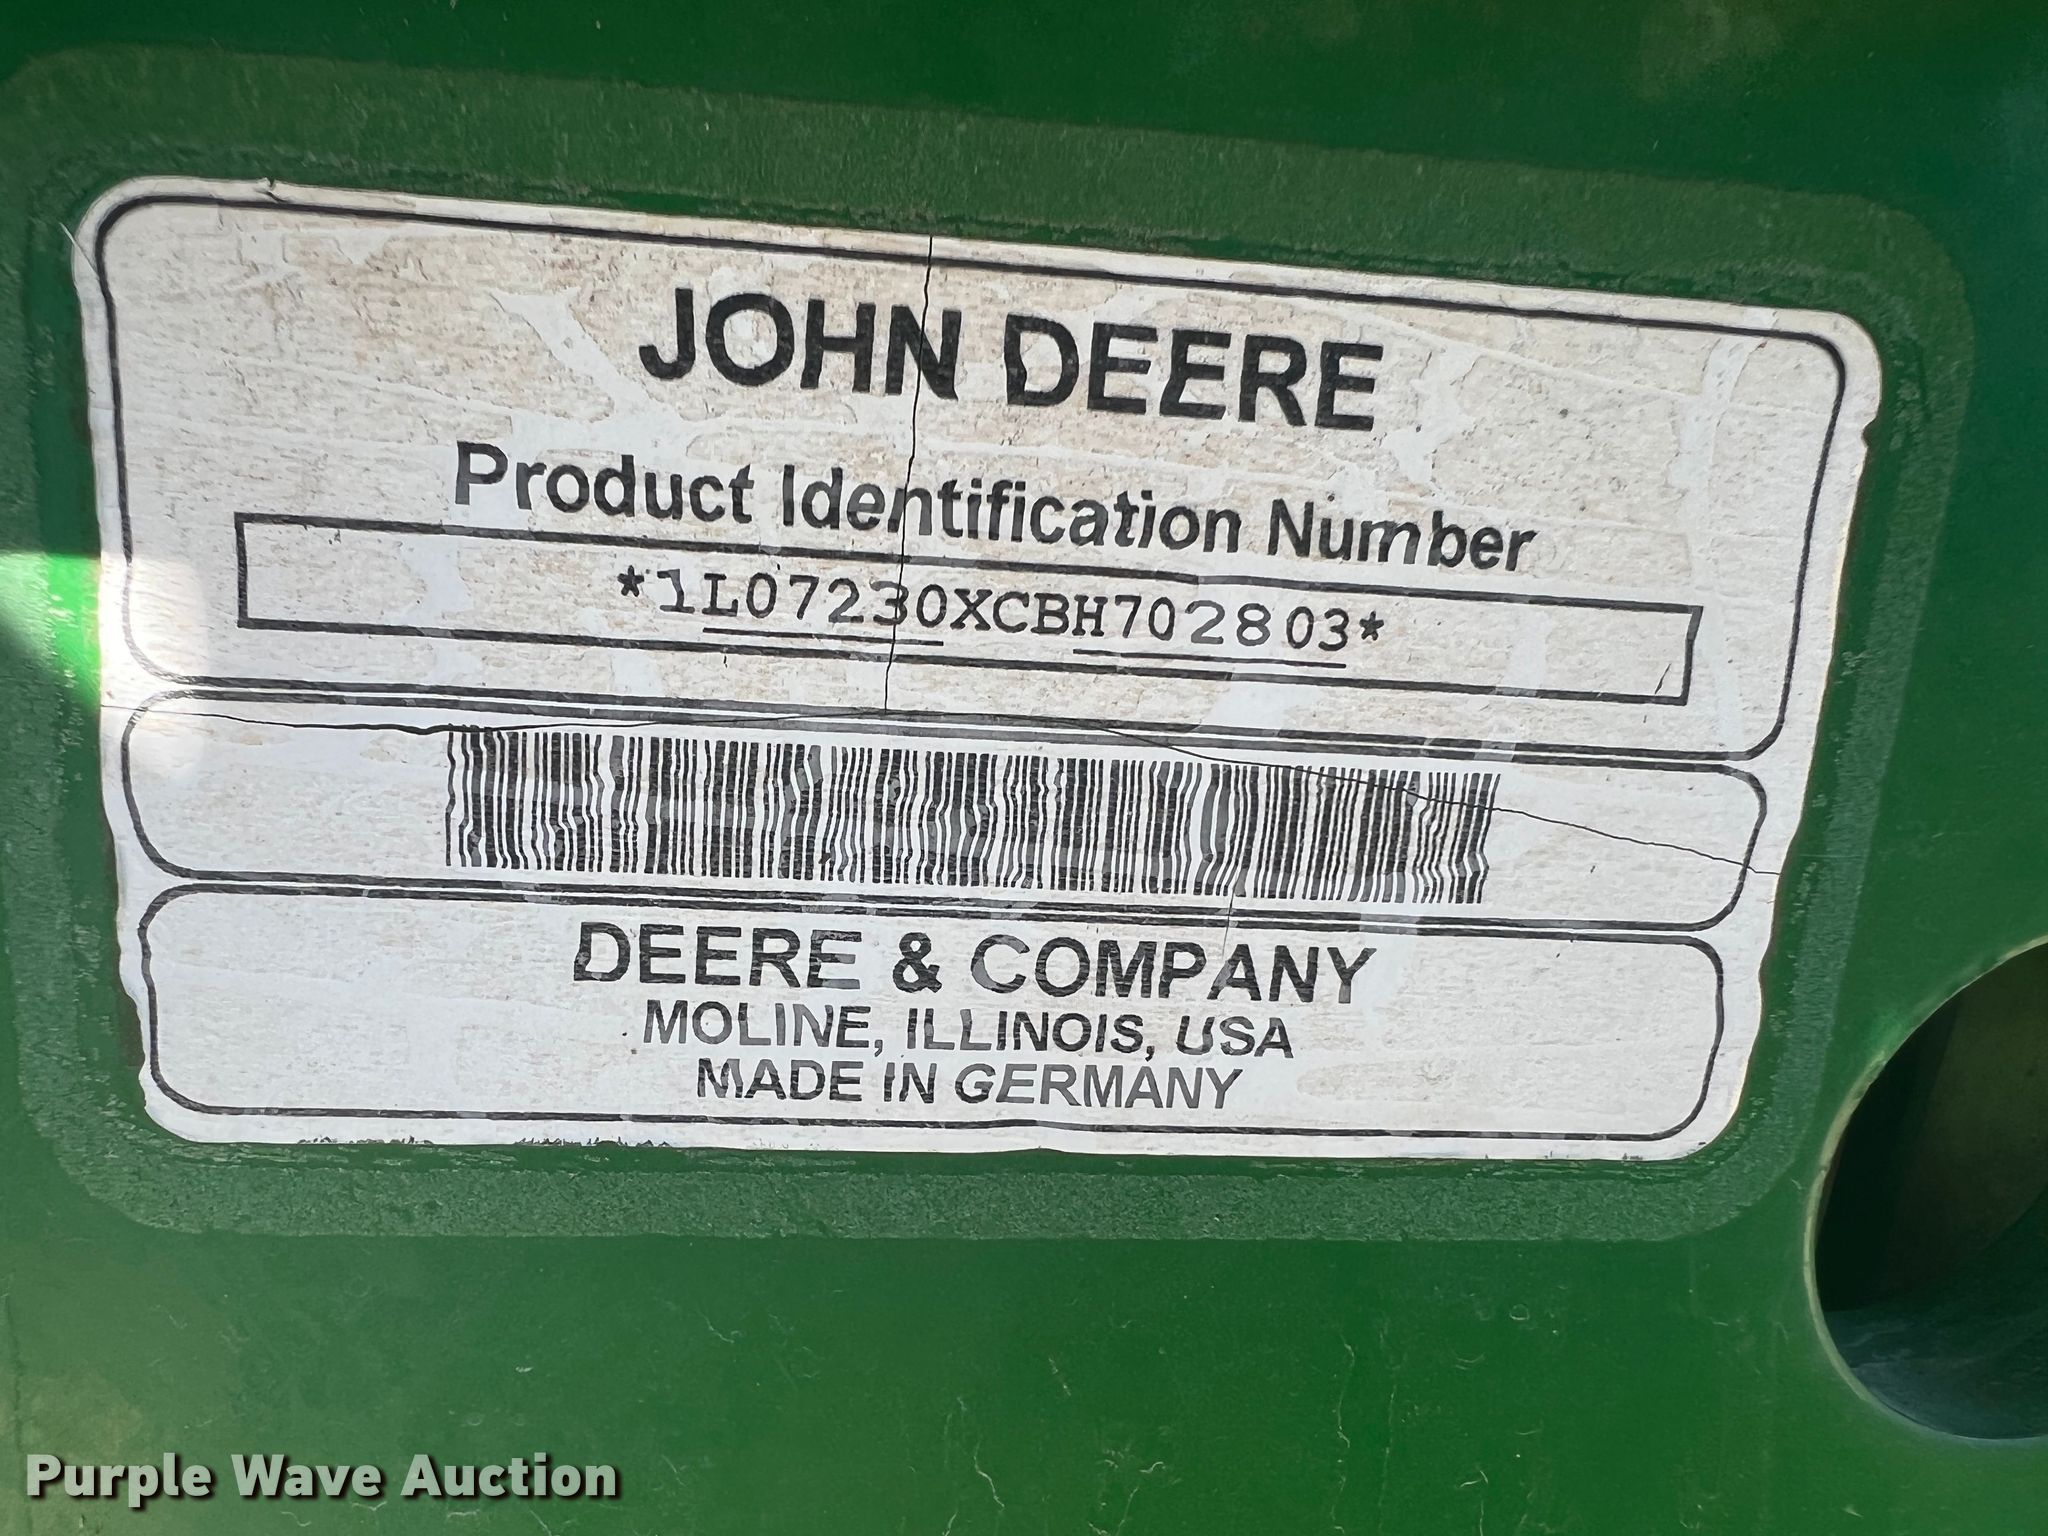 JOHN DEERE
Product Identification Number
*1L07230XCBH702803*
DEERE & COMPANY
MOLINE, ILLINOIS, USA
MADE IN GERMANY
Purple Wave Auction